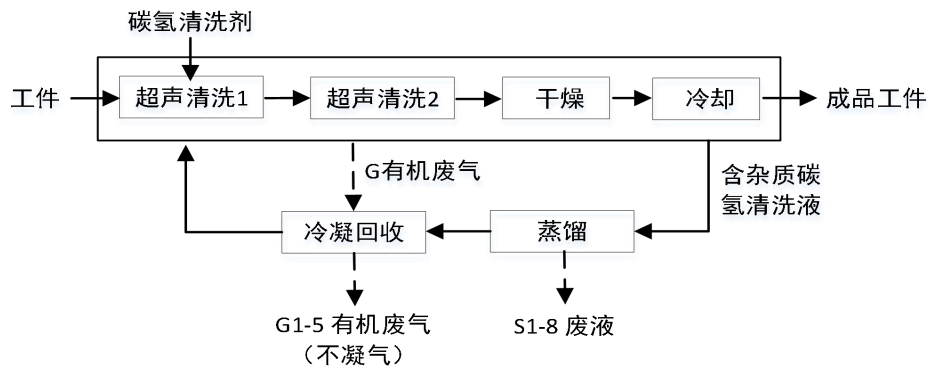 碳氢清洗剂
工件
超声清洗1
超声清洗2
干燥
冷却
成品工件
G有机废气
含杂质碳
氢清洗液
冷凝回收
蒸馏
G1-5 有机废气
（不凝气）
S1-8 废液